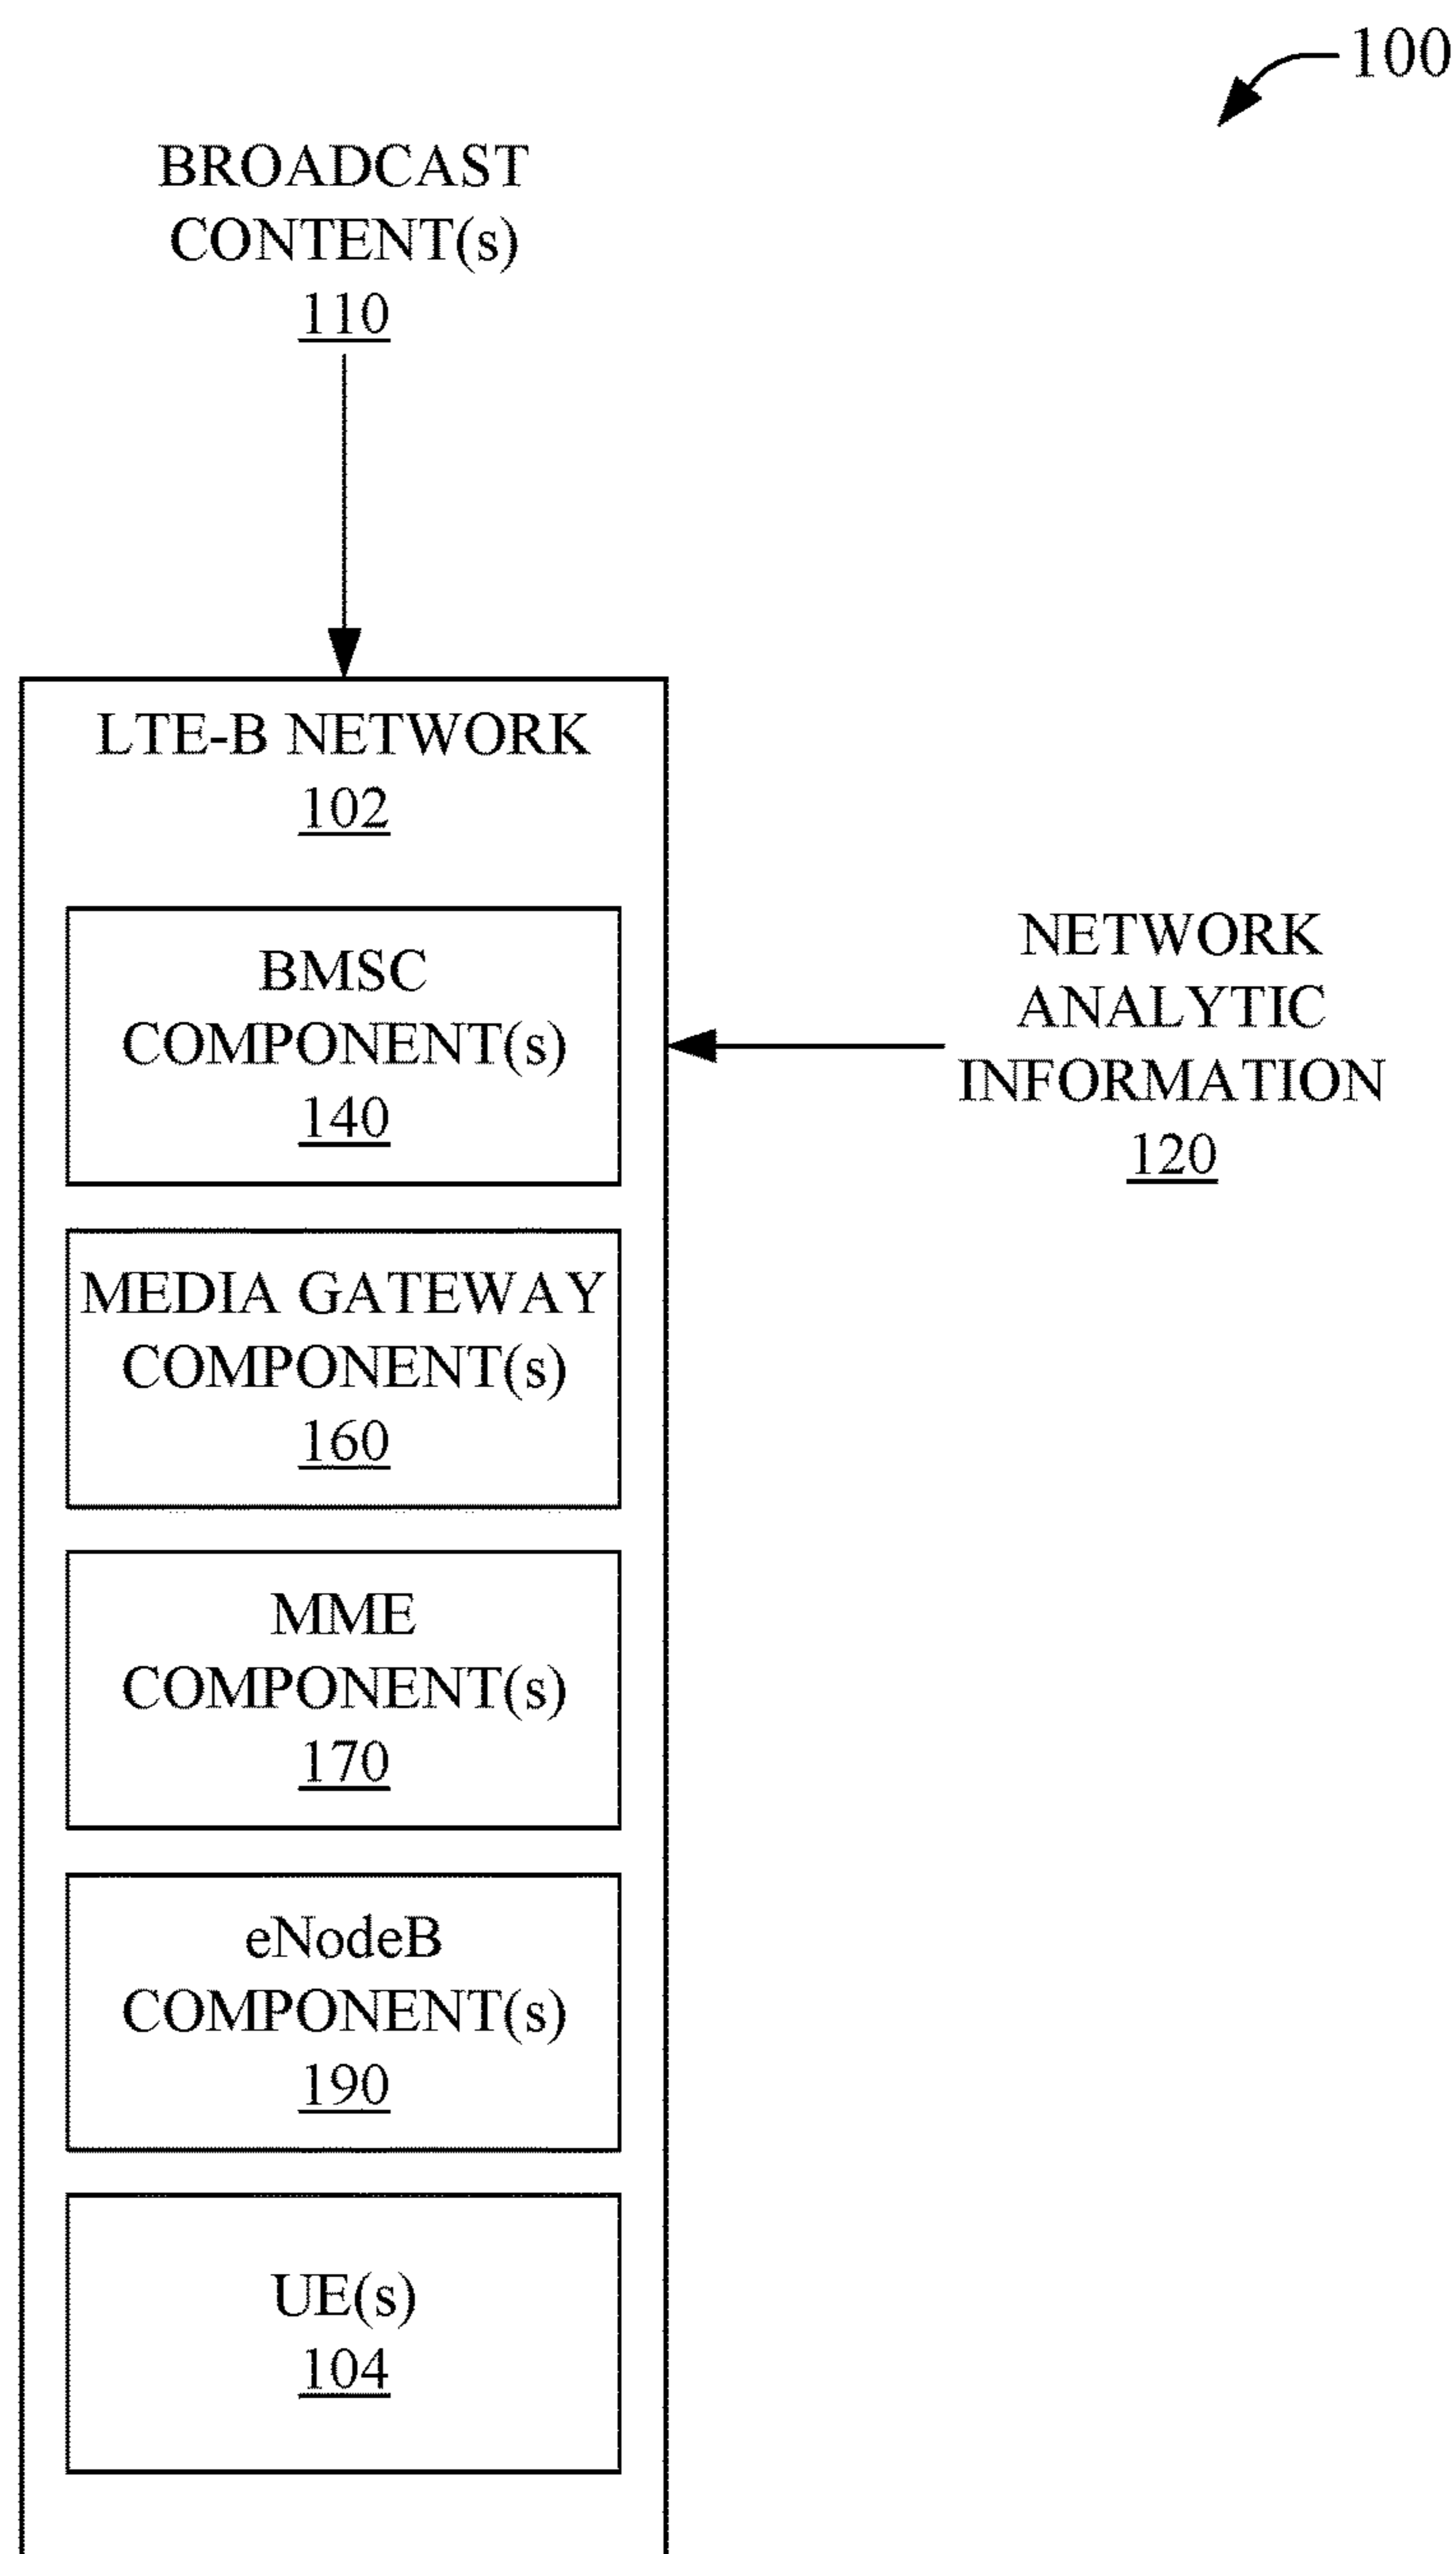 100
BROADCAST
CONTENT(s)
110
LTE-B NETWORK
102
BMSC
COMPONENT(s)
140
NETWORK
ANALYTIC
INFORMATION
120
MEDIA GATEWAY
COMPONENT(s)
160
MME
COMPONENT(s)
170
eNodeB
COMPONENT(s)
190
UE(s)
104